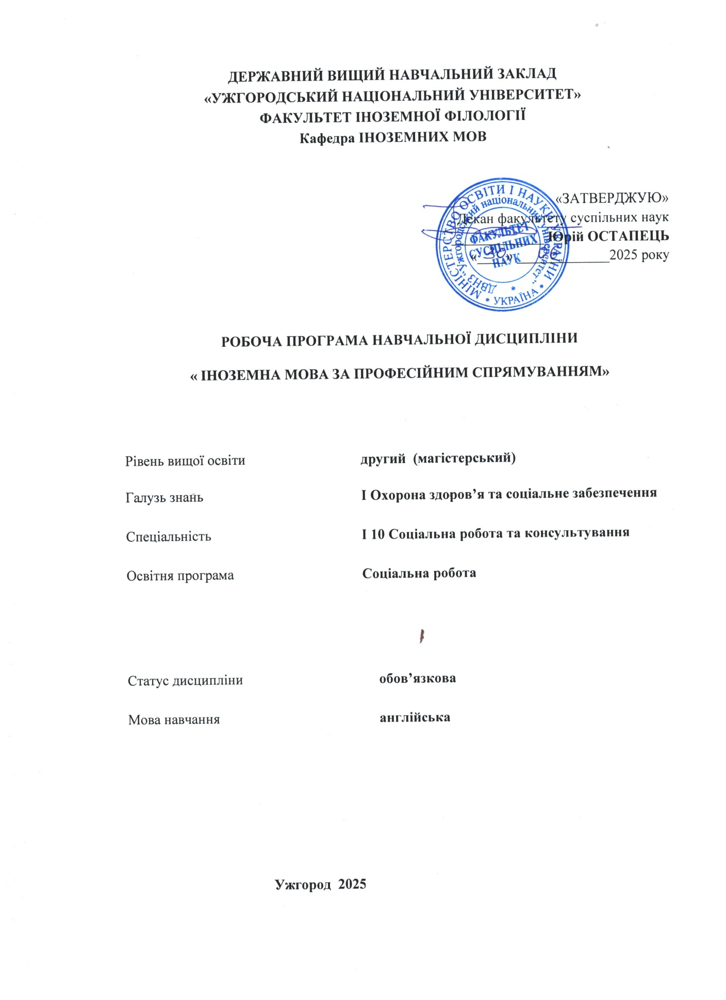 ДЕРЖАВНИЙ ВИЩИЙ НАВЧАЛЬНИЙ ЗАКЛАД
«УЖГОРОДСЬКИЙ НАЦІОНАЛЬНИЙ УНІВЕРСИТЕТ»
ФАКУЛЬТЕТ ІНОЗЕМНОЇ ФІЛОЛОГІЇ
Кафедра ІНОЗЕМНИХ МОВ
«ЗАТВЕРДЖУЮ»
Декан факультету суспільних наук
Юрій ОСТАПЕЦЬ
«30» 06 2025 року
МІНІСТЕРСТВО ОСВІТИ І НАУКИ УКРАЇНИ * УКРАЇНА *
ДВНЗ „Ужгородський національний університет” *
ФАКУЛЬТЕТ
СУСПІЛЬНИХ
НАУК
РОБОЧА ПРОГРАМА НАВЧАЛЬНОЇ ДИСЦИПЛІНИ
« ІНОЗЕМНА МОВА ЗА ПРОФЕСІЙНИМ СПРЯМУВАННЯМ»
Рівень вищої освіти другий (магістерський)
Галузь знань І Охорона здоров’я та соціальне забезпечення
Спеціальність І 10 Соціальна робота та консультування
Освітня програма Соціальна робота
Статус дисципліни обов’язкова
Мова навчання англійська
Ужгород 2025